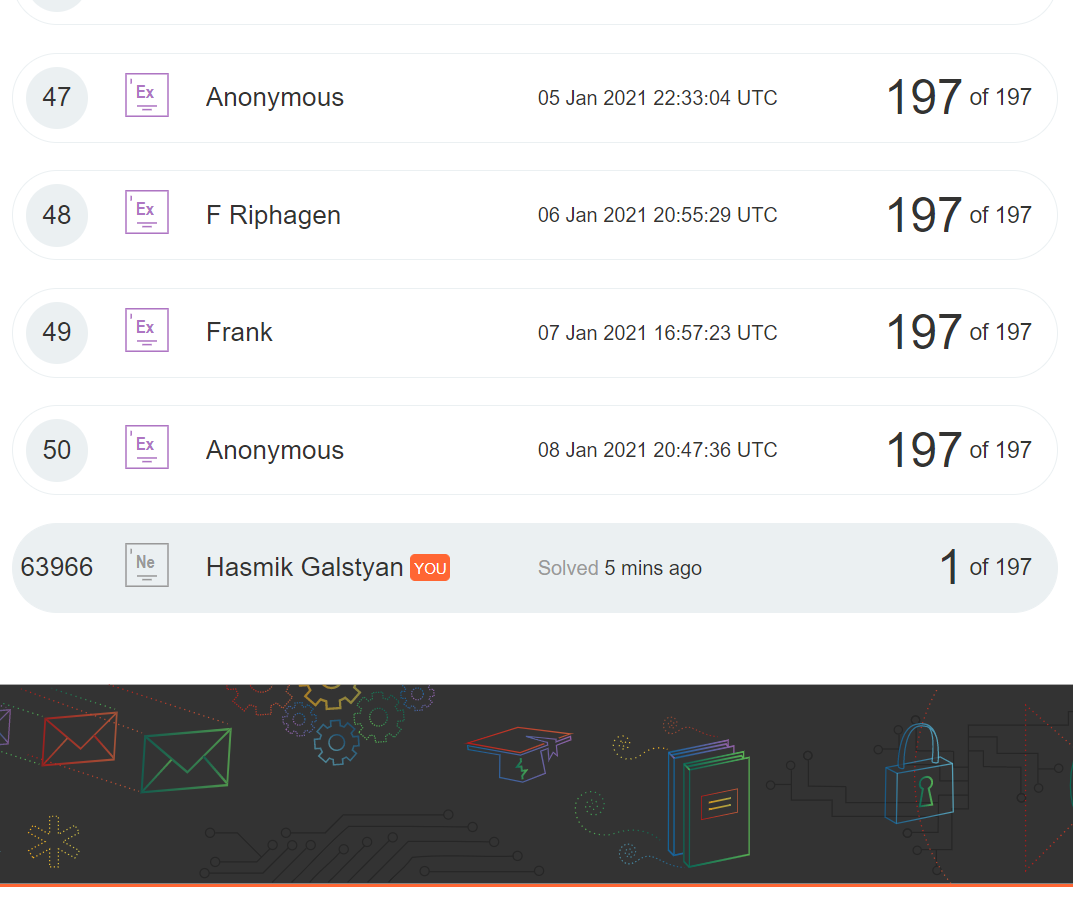 47 'Ex Anonymous 05 Jan 2021 22:33:04 UTC 197 of 197
48 'Ex F Riphagen 06 Jan 2021 20:55:29 UTC 197 of 197
49 'Ex Frank 07 Jan 2021 16:57:23 UTC 197 of 197
50 'Ex Anonymous 08 Jan 2021 20:47:36 UTC 197 of 197
63966 'Ne Hasmik Galstyan YOU Solved 5 mins ago 1 of 197